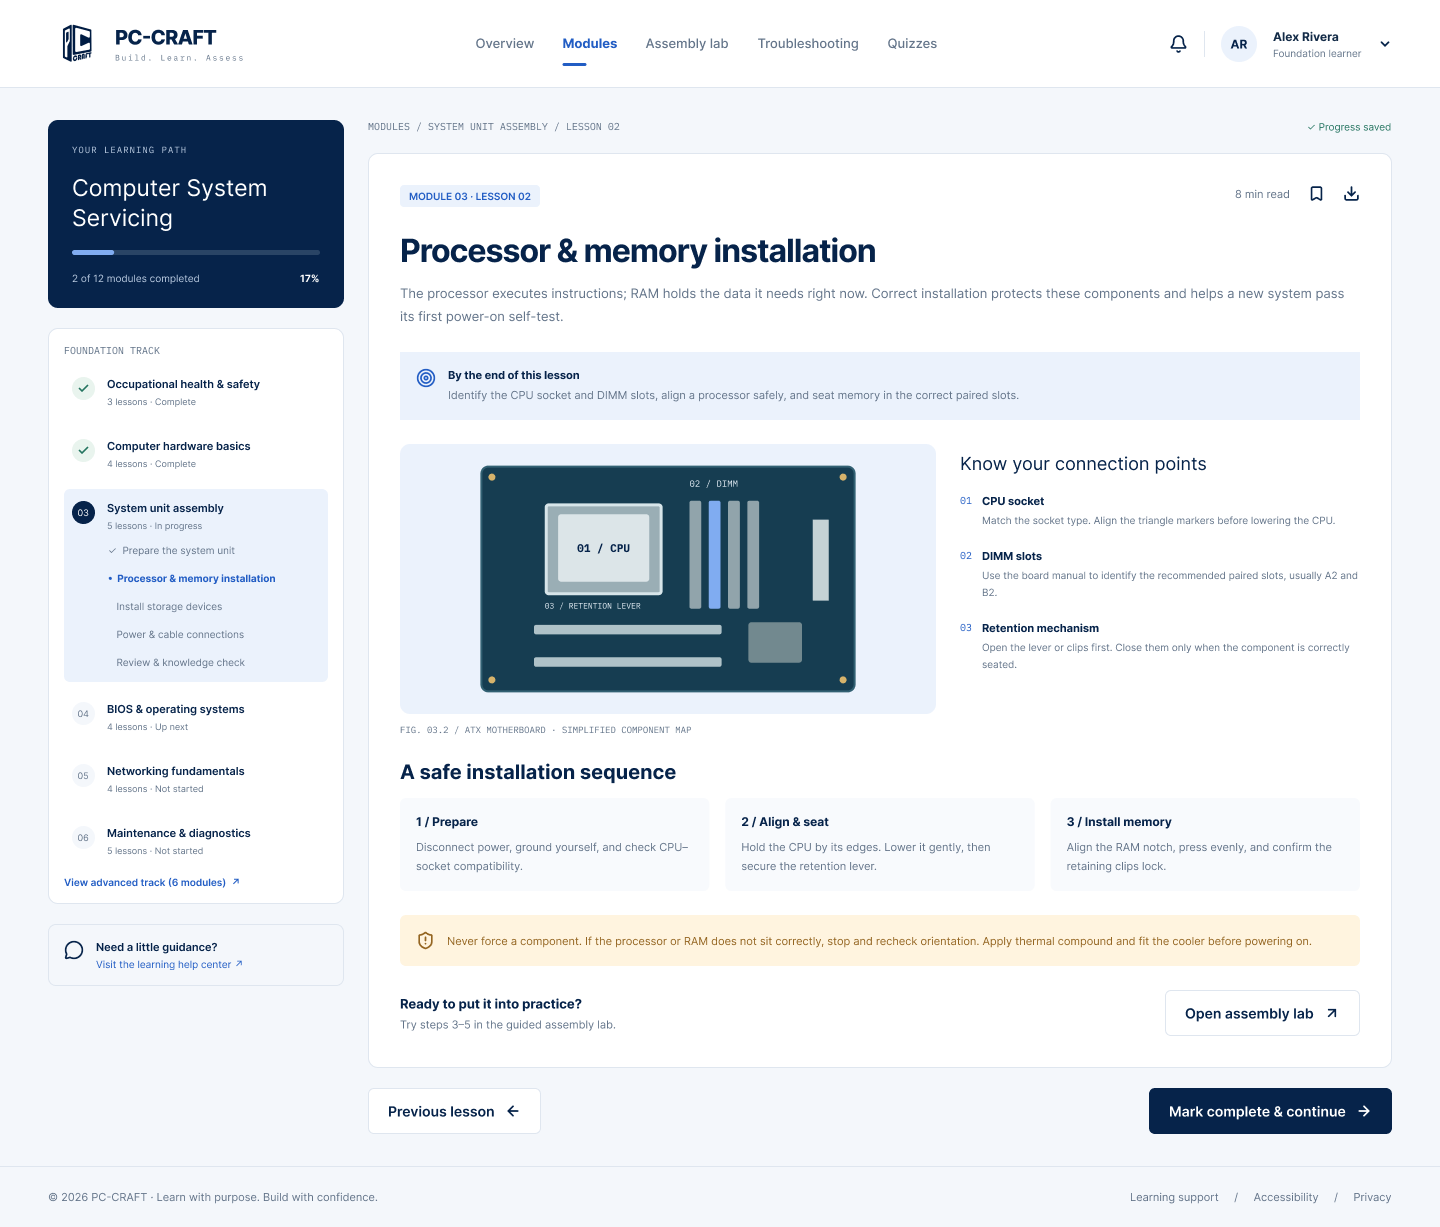 PC-CRAFT
Build. Learn. Assess
Overview
Modules
Assembly lab
Troubleshooting
Quizzes
AR
Alex Rivera
Foundation learner
YOUR LEARNING PATH
Computer System
Servicing
2 of 12 modules completed
17%
FOUNDATION TRACK
Occupational health & safety
3 lessons · Complete
Computer hardware basics
4 lessons · Complete
03
System unit assembly
5 lessons · In progress
✓ Prepare the system unit
• Processor & memory installation
Install storage devices
Power & cable connections
Review & knowledge check
04
BIOS & operating systems
4 lessons · Up next
05
Networking fundamentals
4 lessons · Not started
06
Maintenance & diagnostics
5 lessons · Not started
View advanced track (6 modules) ↗
Need a little guidance?
Visit the learning help center ↗
MODULES / SYSTEM UNIT ASSEMBLY / LESSON 02
✓ Progress saved
MODULE 03 · LESSON 02
8 min read
Processor & memory installation
The processor executes instructions; RAM holds the data it needs right now. Correct installation protects these components and helps a new system pass
its first power-on self-test.
By the end of this lesson
Identify the CPU socket and DIMM slots, align a processor safely, and seat memory in the correct paired slots.
02 / DIMM
01 / CPU
03 / RETENTION LEVER
FIG. 03.2 / ATX MOTHERBOARD · SIMPLIFIED COMPONENT MAP
Know your connection points
01 CPU socket
Match the socket type. Align the triangle markers before lowering the CPU.
02 DIMM slots
Use the board manual to identify the recommended paired slots, usually A2 and
B2.
03 Retention mechanism
Open the lever or clips first. Close them only when the component is correctly
seated.
A safe installation sequence
1 / Prepare
Disconnect power, ground yourself, and check CPU–
socket compatibility.
2 / Align & seat
Hold the CPU by its edges. Lower it gently, then
secure the retention lever.
3 / Install memory
Align the RAM notch, press evenly, and confirm the
retaining clips lock.
Never force a component. If the processor or RAM does not sit correctly, stop and recheck orientation. Apply thermal compound and fit the cooler before powering on.
Ready to put it into practice?
Try steps 3–5 in the guided assembly lab.
Open assembly lab ↗
Previous lesson ←
Mark complete & continue →
© 2026 PC-CRAFT · Learn with purpose. Build with confidence.
Learning support / Accessibility / Privacy